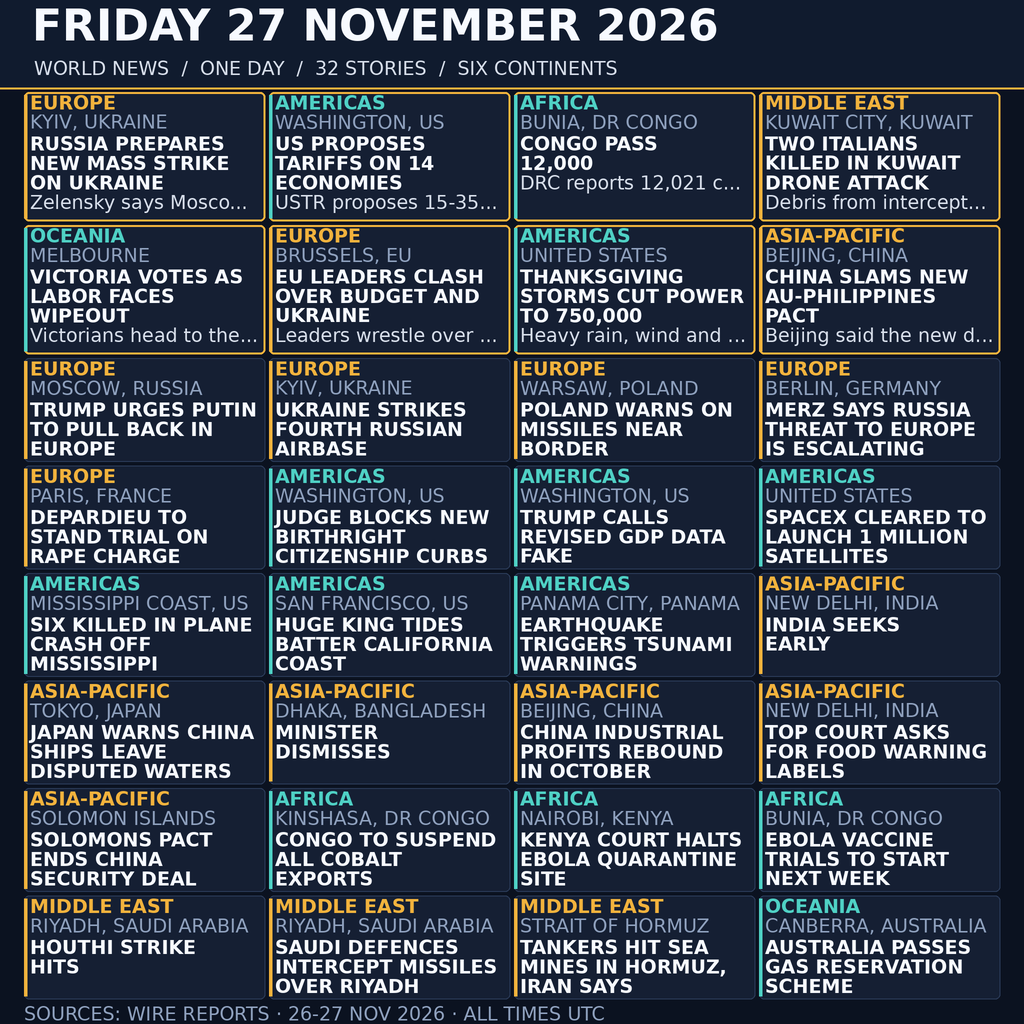 FRIDAY 27 NOVEMBER 2026
WORLD NEWS / ONE DAY / 32 STORIES / SIX CONTINENTS
EUROPE
KYIV, UKRAINE
RUSSIA PREPARES
NEW MASS STRIKE
ON UKRAINE
Zelensky says Mosco...
AMERICAS
WASHINGTON, US
US PROPOSES
TARIFFS ON 14
ECONOMIES
USTR proposes 15-35...
AFRICA
BUNIA, DR CONGO
CONGO PASS
12,000
DRC reports 12,021 c...
MIDDLE EAST
KUWAIT CITY, KUWAIT
TWO ITALIANS
KILLED IN KUWAIT
DRONE ATTACK
Debris from intercept...
OCEANIA
MELBOURNE
VICTORIA VOTES AS
LABOR FACES
WIPEOUT
Victorians head to the...
EUROPE
BRUSSELS, EU
EU LEADERS CLASH
OVER BUDGET AND
UKRAINE
Leaders wrestle over ...
AMERICAS
UNITED STATES
THANKSGIVING
STORMS CUT POWER
TO 750,000
Heavy rain, wind and ...
ASIA-PACIFIC
BEIJING, CHINA
CHINA SLAMS NEW
AU-PHILIPPINES
PACT
Beijing said the new d...
EUROPE
MOSCOW, RUSSIA
TRUMP URGES PUTIN
TO PULL BACK IN
EUROPE
EUROPE
KYIV, UKRAINE
UKRAINE STRIKES
FOURTH RUSSIAN
AIRBASE
EUROPE
WARSAW, POLAND
POLAND WARNS ON
MISSILES NEAR
BORDER
EUROPE
BERLIN, GERMANY
MERZ SAYS RUSSIA
THREAT TO EUROPE
IS ESCALATING
EUROPE
PARIS, FRANCE
DEPARDIEU TO
STAND TRIAL ON
RAPE CHARGE
AMERICAS
WASHINGTON, US
JUDGE BLOCKS NEW
BIRTHRIGHT
CITIZENSHIP CURBS
AMERICAS
WASHINGTON, US
TRUMP CALLS
REVISED GDP DATA
FAKE
AMERICAS
UNITED STATES
SPACEX CLEARED TO
LAUNCH 1 MILLION
SATELLITES
AMERICAS
MISSISSIPPI COAST, US
SIX KILLED IN PLANE
CRASH OFF
MISSISSIPPI
AMERICAS
SAN FRANCISCO, US
HUGE KING TIDES
BATTER CALIFORNIA
COAST
AMERICAS
PANAMA CITY, PANAMA
EARTHQUAKE
TRIGGERS TSUNAMI
WARNINGS
ASIA-PACIFIC
NEW DELHI, INDIA
INDIA SEEKS
EARLY
ASIA-PACIFIC
TOKYO, JAPAN
JAPAN WARNS CHINA
SHIPS LEAVE
DISPUTED WATERS
ASIA-PACIFIC
DHAKA, BANGLADESH
MINISTER
DISMISSES
ASIA-PACIFIC
BEIJING, CHINA
CHINA INDUSTRIAL
PROFITS REBOUND
IN OCTOBER
ASIA-PACIFIC
NEW DELHI, INDIA
TOP COURT ASKS
FOR FOOD WARNING
LABELS
ASIA-PACIFIC
SOLOMON ISLANDS
SOLOMONS PACT
ENDS CHINA
SECURITY DEAL
AFRICA
KINSHASA, DR CONGO
CONGO TO SUSPEND
ALL COBALT
EXPORTS
AFRICA
NAIROBI, KENYA
KENYA COURT HALTS
EBOLA QUARANTINE
SITE
AFRICA
BUNIA, DR CONGO
EBOLA VACCINE
TRIALS TO START
NEXT WEEK
MIDDLE EAST
RIYADH, SAUDI ARABIA
HOUTHI STRIKE
HITS
MIDDLE EAST
RIYADH, SAUDI ARABIA
SAUDI DEFENCES
INTERCEPT MISSILES
OVER RIYADH
MIDDLE EAST
STRAIT OF HORMUZ
TANKERS HIT SEA
MINES IN HORMUZ,
IRAN SAYS
OCEANIA
CANBERRA, AUSTRALIA
AUSTRALIA PASSES
GAS RESERVATION
SCHEME
SOURCES: WIRE REPORTS · 26-27 NOV 2026 · ALL TIMES UTC